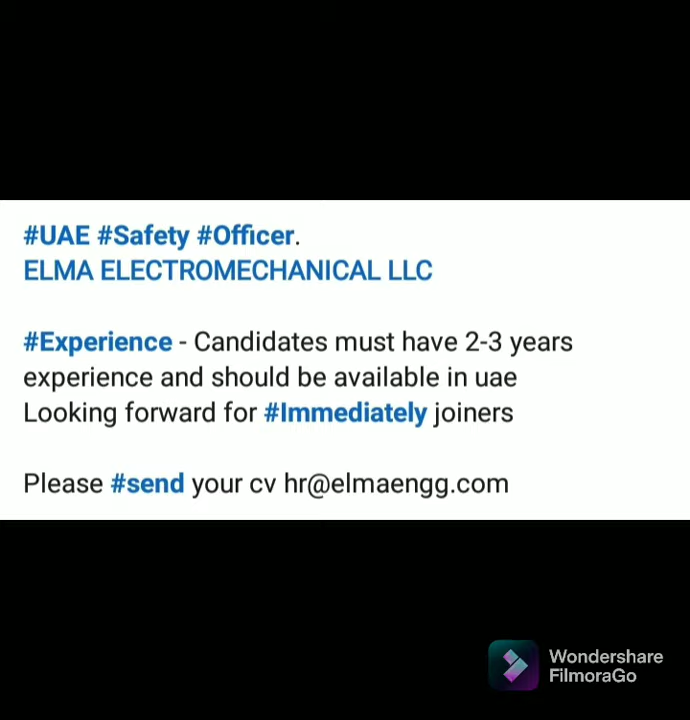 #UAE #Safety #Officer.
ELMA ELECTROMECHANICAL LLC
#Experience - Candidates must have 2-3 years
experience and should be available in uae
Looking forward for #Immediately joiners
Please #send your cv hr@elmaengg.com
Wondershare
FilmoraGo